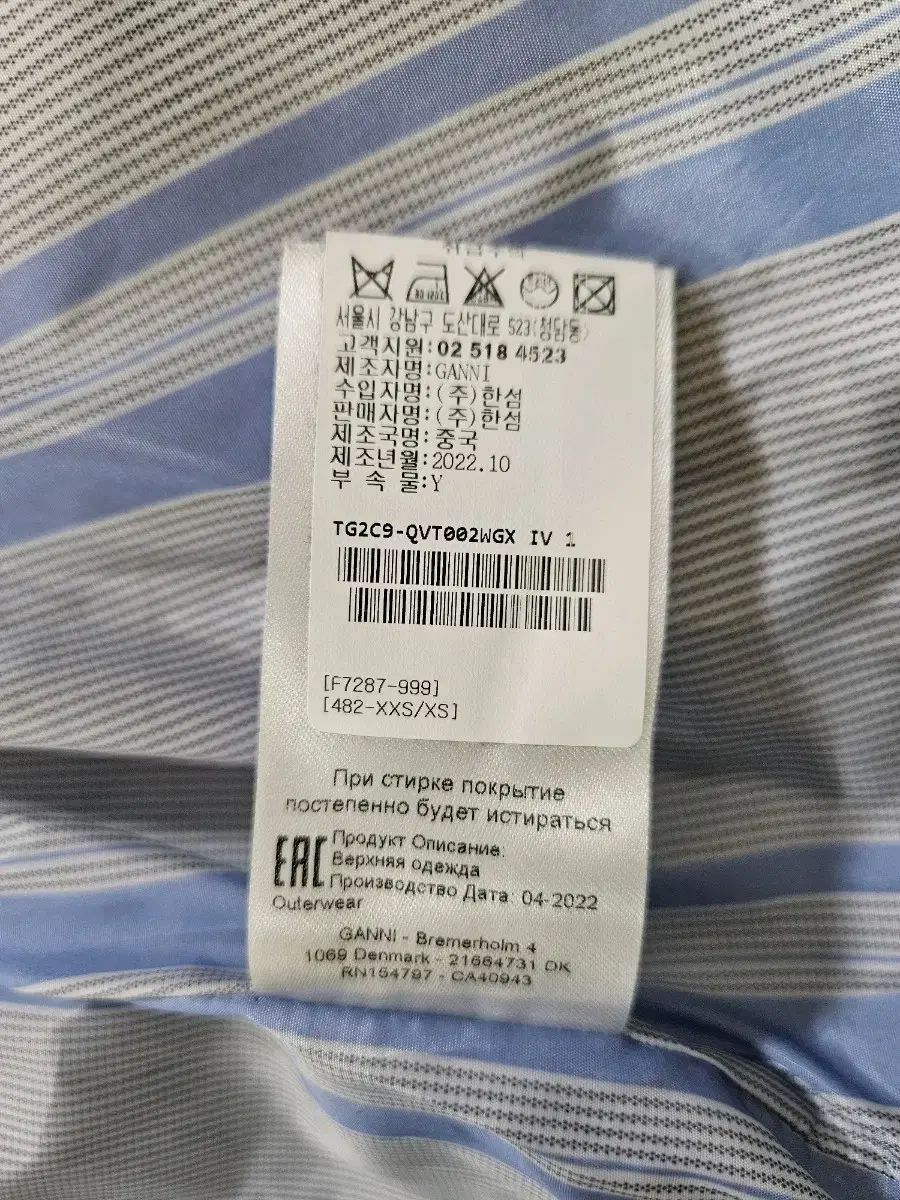 취급주의
서울시 강남구 도산대로 523(청담동)
고객지원:02 518 4523
제조자명:GANNI
수입자명:(주)한섬
판매자명:(주)한섬
제조국명:중국
제조년월:2022.10
부 속 물:Y
TG2C9-QVT002WGX IV 1
[F7287-999]
[482-XXS/XS]
При стирке покрытие
постепенно будет истираться
EAC
Продукт Описание:
Верхняя одежда
Производство Дата: 04-2022
Outerwear
GANNI - Bremerholm 4
1069 Denmark - 21664731 DK
RN154797 - CA40943